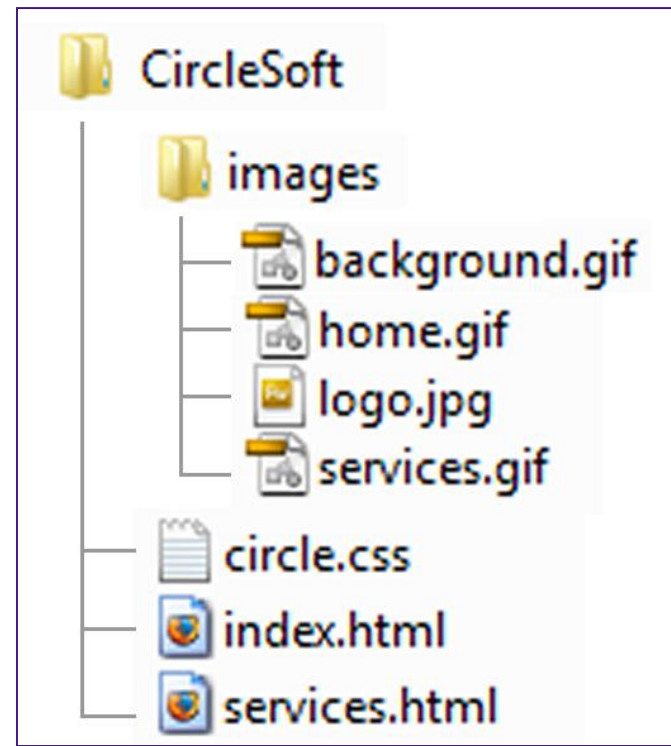 CircleSoft
images
background.gif
home.gif
logo.jpg
services.gif
circle.css
index.html
services.html